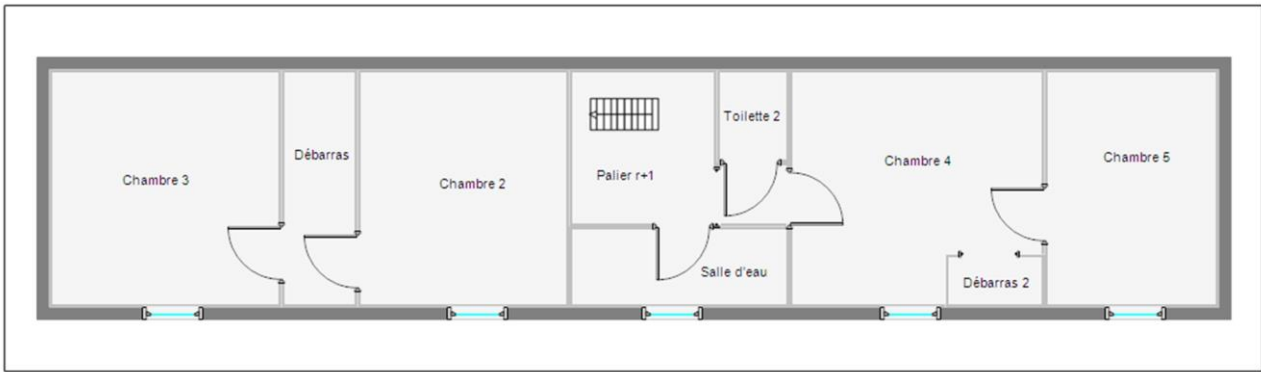 Chambre 3
Débarras
Chambre 2
Palier r+1
Toilette 2
Salle d'eau
Chambre 4
Débarras 2
Chambre 5